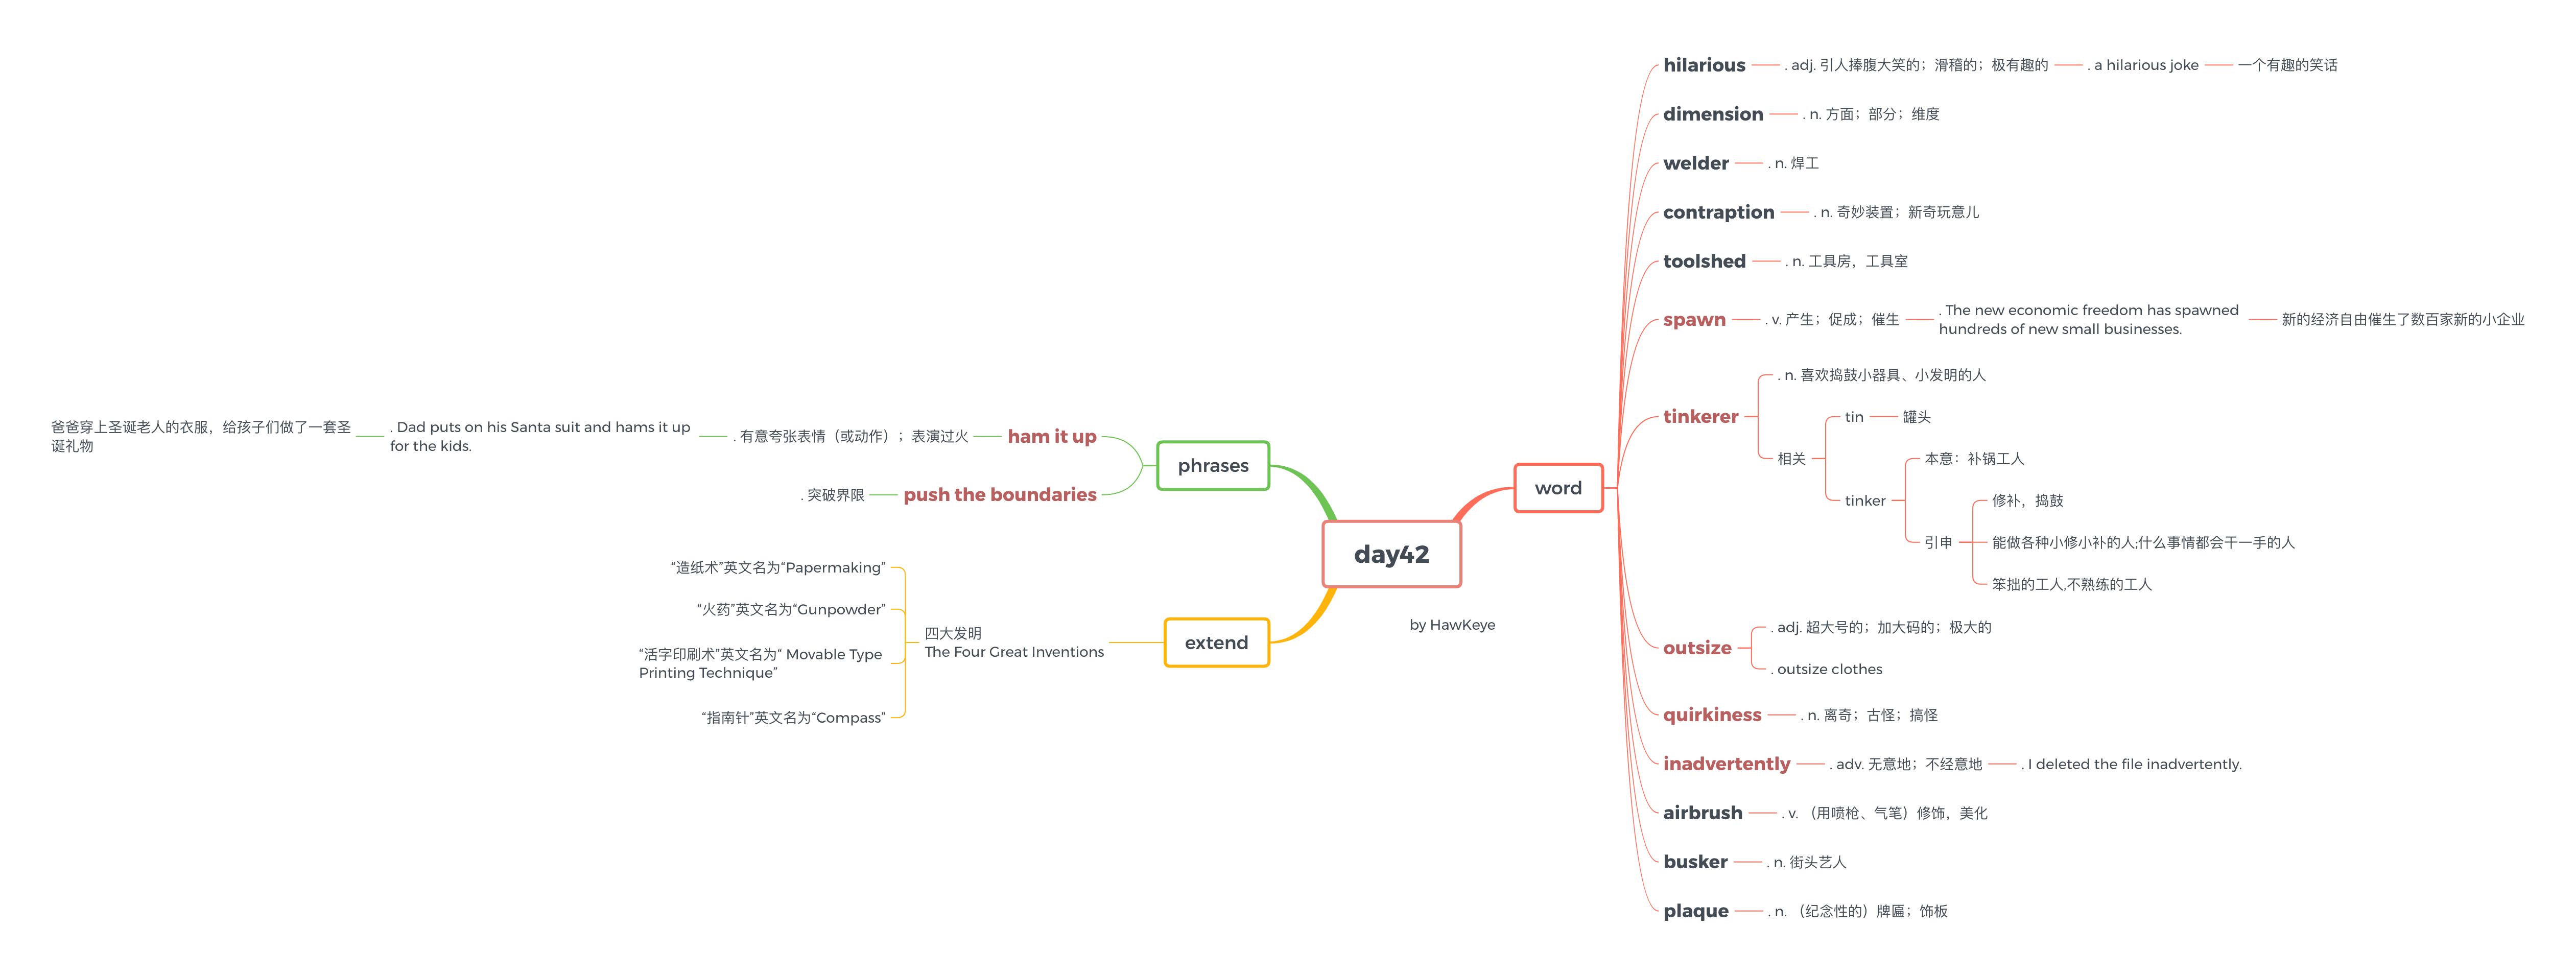 day42
by HawKeye
word
hilarious
. adj. 引人捧腹大笑的；滑稽的；极有趣的
. a hilarious joke
一个有趣的笑话
dimension
. n. 方面；部分；维度
welder
. n. 焊工
contraption
. n. 奇妙装置；新奇玩意儿
toolshed
. n. 工具房，工具室
spawn
. v. 产生；促成；催生
. The new economic freedom has spawned
hundreds of new small businesses.
新的经济自由催生了数百家新的小企业
tinkerer
. n. 喜欢捣鼓小器具、小发明的人
相关
tin
罐头
tinker
本意：补锅工人
引申
修补，捣鼓
能做各种小修小补的人;什么事情都会干一手的人
笨拙的工人,不熟练的工人
outsize
. adj. 超大号的；加大码的；极大的
. outsize clothes
quirkiness
. n. 离奇；古怪；搞怪
inadvertently
. adv. 无意地；不经意地
. I deleted the file inadvertently.
airbrush
. v. （用喷枪、气笔）修饰，美化
busker
. n. 街头艺人
plaque
. n. （纪念性的）牌匾；饰板
phrases
ham it up
. 有意夸张表情（或动作）；表演过火
. Dad puts on his Santa suit and hams it up
for the kids.
爸爸穿上圣诞老人的衣服，给孩子们做了一套圣
诞礼物
push the boundaries
. 突破界限
extend
四大发明
The Four Great Inventions
“造纸术”英文名为“Papermaking”
“火药”英文名为“Gunpowder”
“活字印刷术”英文名为“ Movable Type
Printing Technique”
“指南针”英文名为“Compass”